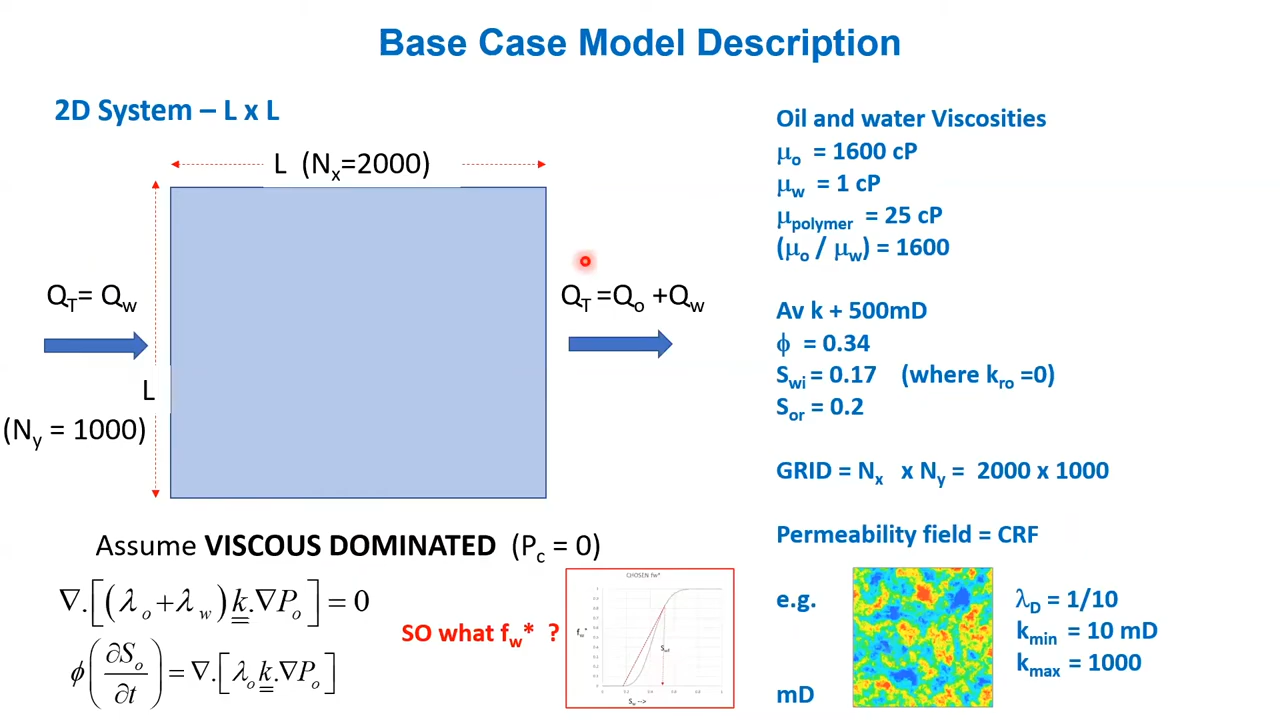 Base Case Model Description
2D System – L x L
L (Nx=2000)
QT= Qw
L
(Ny = 1000)
QT =Qo +Qw
Assume VISCOUS DOMINATED (Pc = 0)
∇.[(λo+λw)k.∇Po]=0
ϕ(∂So/∂t)=∇.[λok.∇Po]
SO what fw* ?
CHOSEN fw*
fw*
Sw -->
Oil and water Viscosities
μo = 1600 cP
μw = 1 cP
μpolymer = 25 cP
(μo / μw) = 1600
Av k + 500mD
ϕ = 0.34
Swi = 0.17 (where kro =0)
Sor = 0.2
GRID = Nx x Ny = 2000 x 1000
Permeability field = CRF
e.g.
mD
λD = 1/10
kmin = 10 mD
kmax = 1000